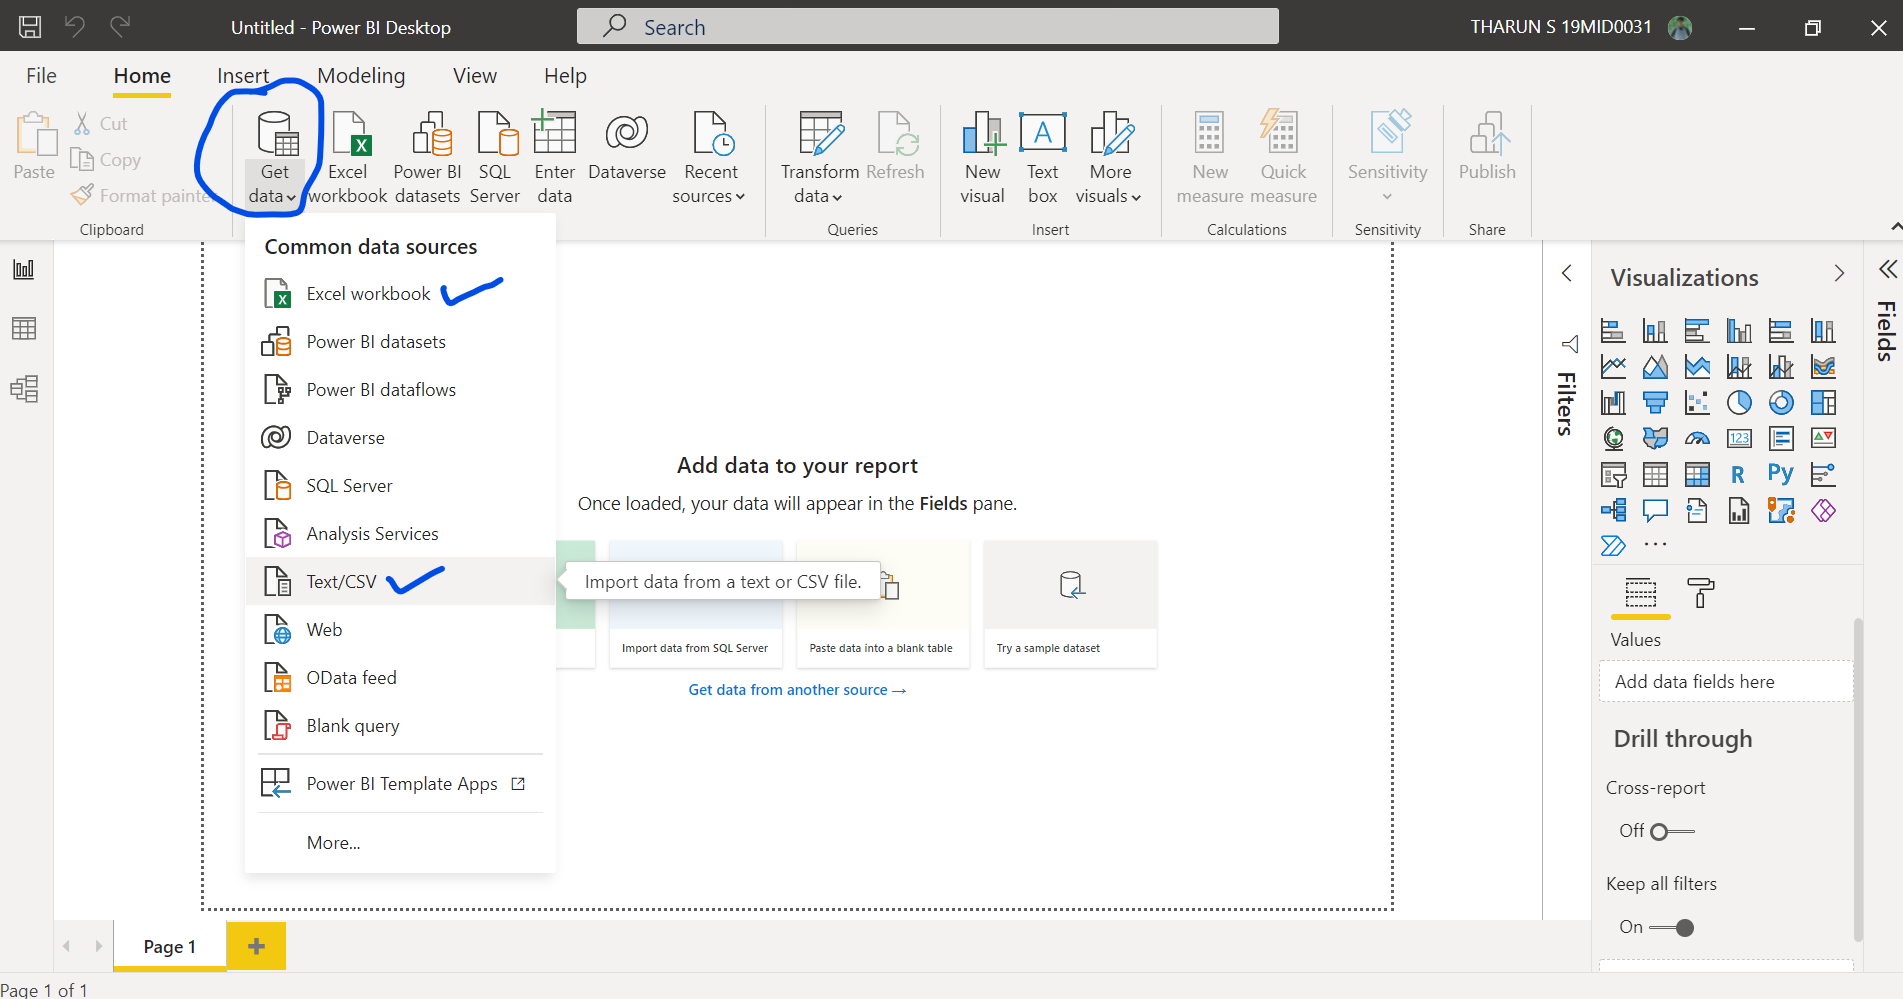 Untitled - Power BI Desktop
Search
THARUN S 19MID0031
File
Home
Insert
Modeling
View
Help
Paste
Cut
Copy
Format painter
Clipboard
Get data
Excel workbook
Power BI datasets
SQL Server
Enter data
Dataverse
Recent sources
Transform data
Refresh
Queries
New visual
Text box
More visuals
Insert
New measure
Quick measure
Calculations
Sensitivity
Sensitivity
Publish
Share
Common data sources
Excel workbook
Power BI datasets
Power BI dataflows
Dataverse
SQL Server
Analysis Services
Text/CSV
Web
OData feed
Blank query
Power BI Template Apps
More...
Import data from a text or CSV file.
Add data to your report
Once loaded, your data will appear in the Fields pane.
Import data from SQL Server
Paste data into a blank table
Try a sample dataset
Get data from another source →
Filters
Visualizations
123
R
Py
...
Values
Add data fields here
Drill through
Cross-report
Off
Keep all filters
On
Fields
Page 1
Page 1 of 1